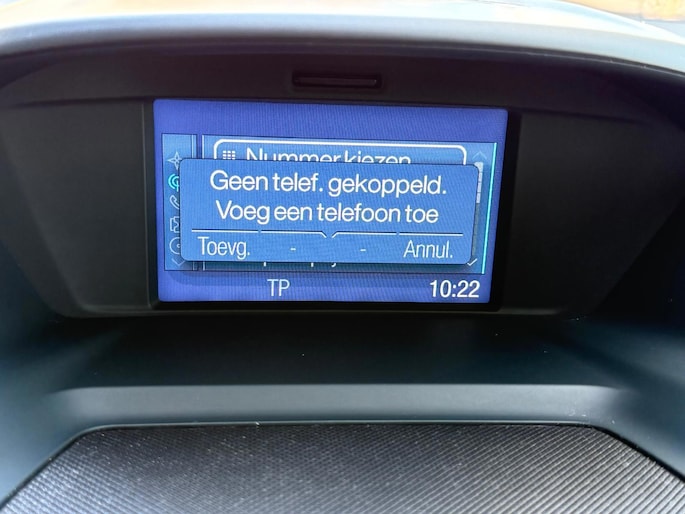 Nummer kiezen
Geen telef. gekoppeld.
Voeg een telefoon toe
Toevg. - - Annul.
TP 10:22